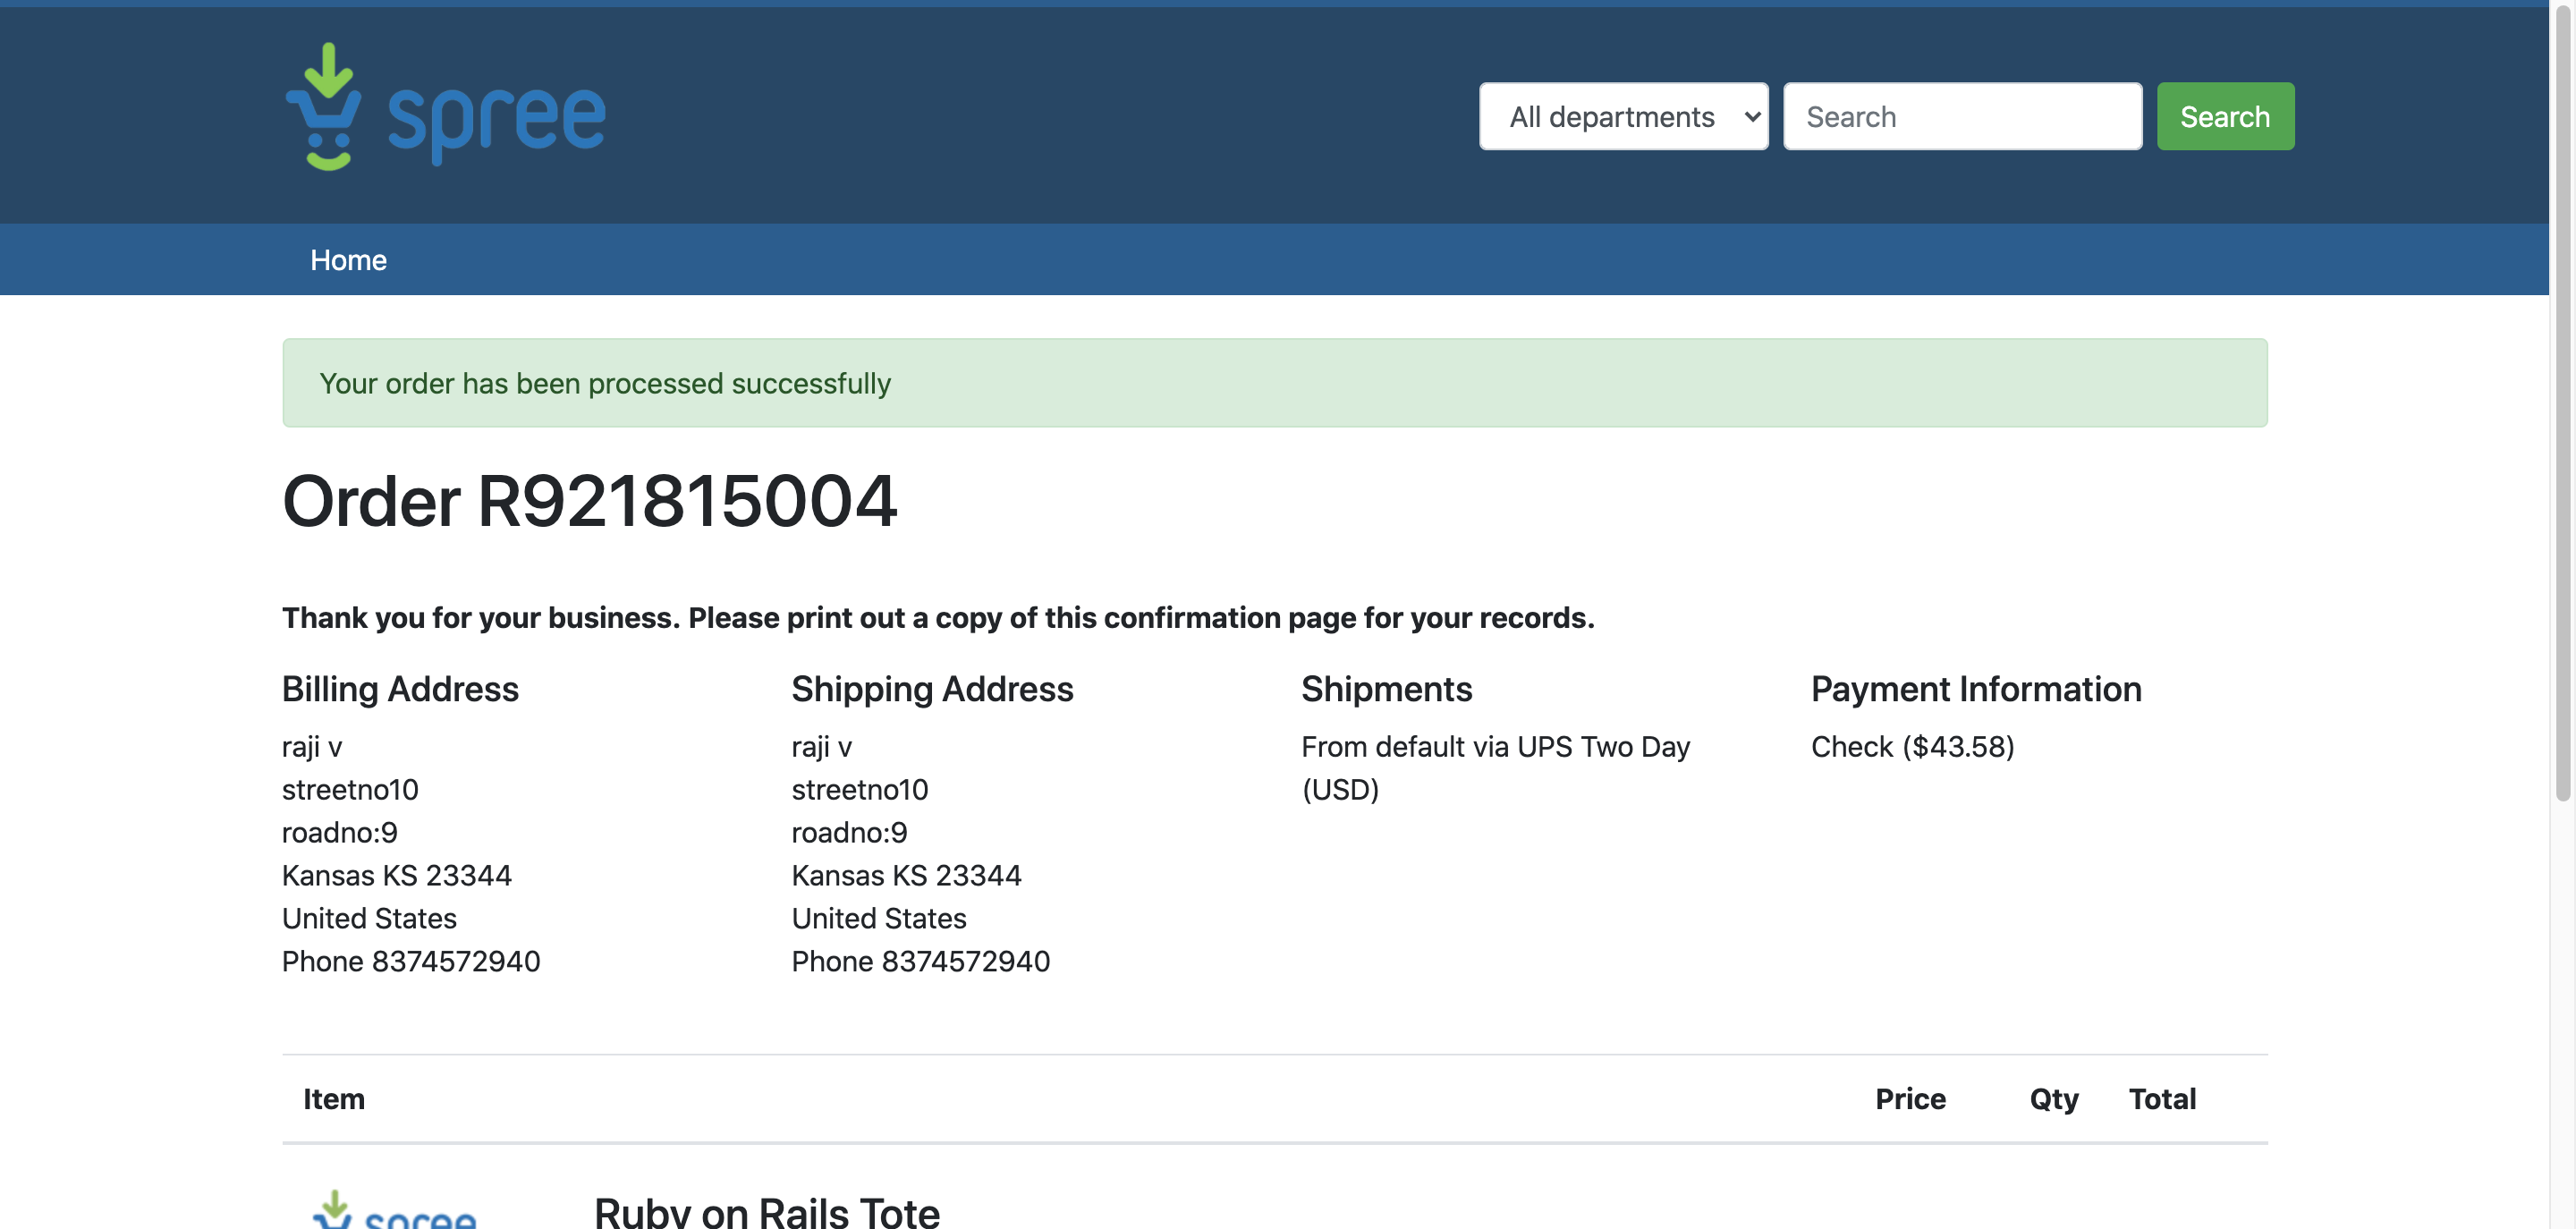 spree
All departments
Search
Search
Home
Your order has been processed successfully
Order R921815004
Thank you for your business. Please print out a copy of this confirmation page for your records.
Billing Address
raji v
streetno10
roadno:9
Kansas KS 23344
United States
Phone 8374572940
Shipping Address
raji v
streetno10
roadno:9
Kansas KS 23344
United States
Phone 8374572940
Shipments
From default via UPS Two Day
(USD)
Payment Information
Check ($43.58)
Item Price Qty Total
spree
Ruby on Rails Tote